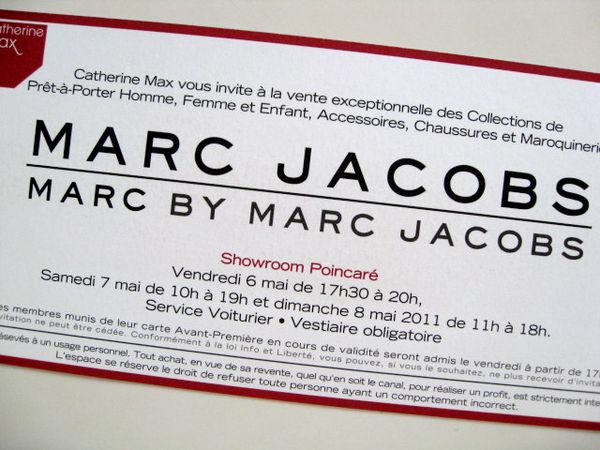 Catherine
Max
Catherine Max vous invite à la vente exceptionnelle des Collections de
Prêt-à-Porter Homme, Femme et Enfant, Accessoires, Chaussures et Maroquinerie
MARC JACOBS
MARC BY MARC JACOBS
Showroom Poincaré
Vendredi 6 mai de 17h30 à 20h,
Samedi 7 mai de 10h à 19h et dimanche 8 mai 2011 de 11h à 18h.
Service Voiturier • Vestiaire obligatoire
es membres munis de leur carte Avant-Première en cours de validité seront admis le vendredi à partir de 17h
nvitation ne peut être cédée. Conformément à la loi Info et Liberté, vous pouvez, si vous le souhaitez, ne plus recevoir d'invita
réservés à un usage personnel. Tout achat, en vue de sa revente, quel qu'en soit le canal, pour réaliser un profit, est strictement inter
L'espace se réserve le droit de refuser toute personne ayant un comportement incorrect.